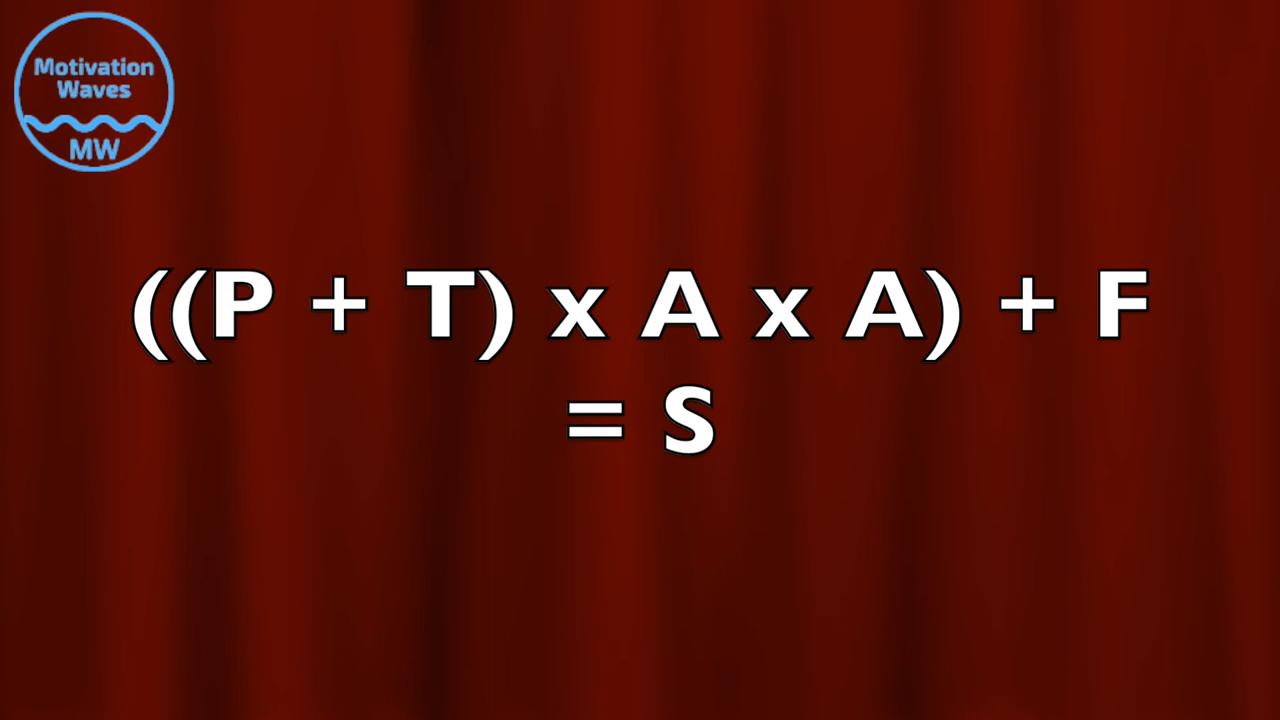 Motivation
Waves
MW
((P + T) x A x A) + F
= S